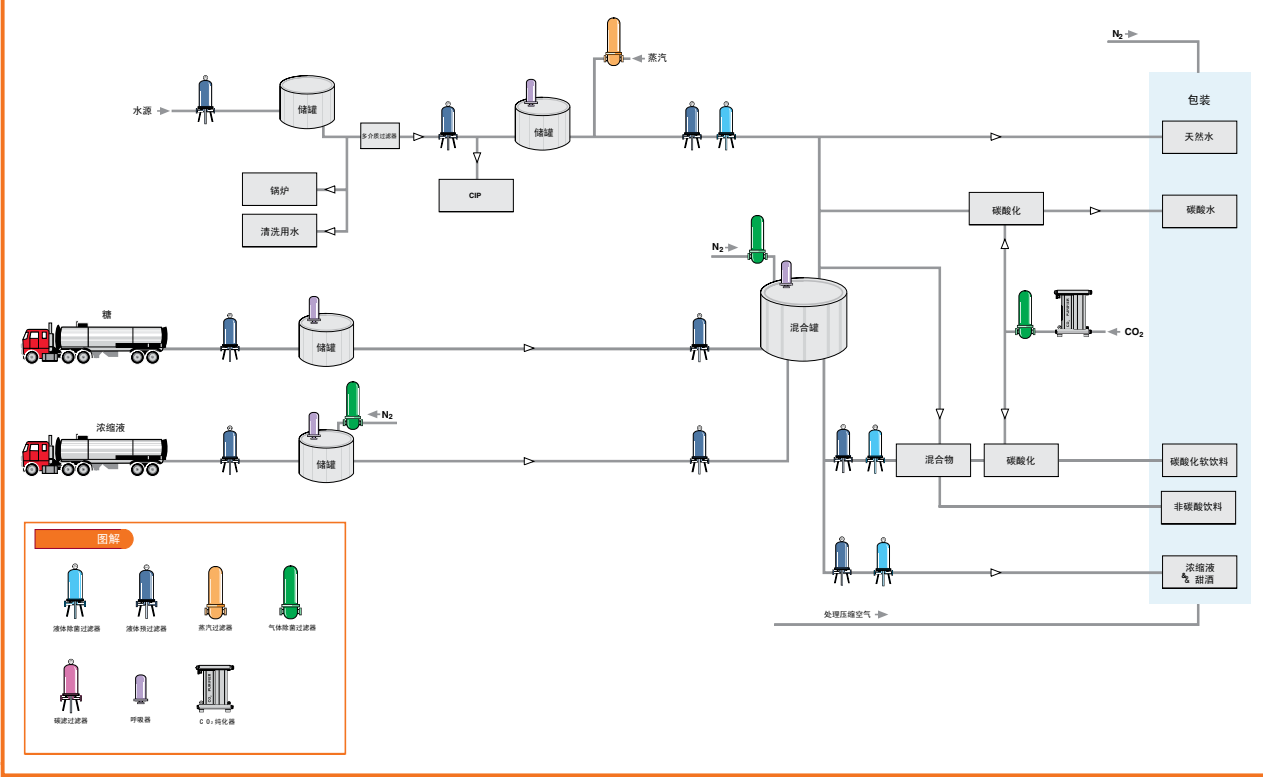 N₂
蒸汽
包装
水源
储罐
多介质过滤器
储罐
天然水
锅炉
CIP
碳酸化
碳酸水
清洗用水
N₂
混合罐
糖
储罐
CO₂ PURIFIER
CO₂
浓缩液
N₂
储罐
混合物
碳酸化
碳酸化软饮料
非碳酸饮料
浓缩液
& 甜酒
处理压缩空气
图解
液体除菌过滤器
液体预过滤器
蒸汽过滤器
气体除菌过滤器
CO₂ PURIFIER
碳滤过滤器
呼吸器
CO₂纯化器